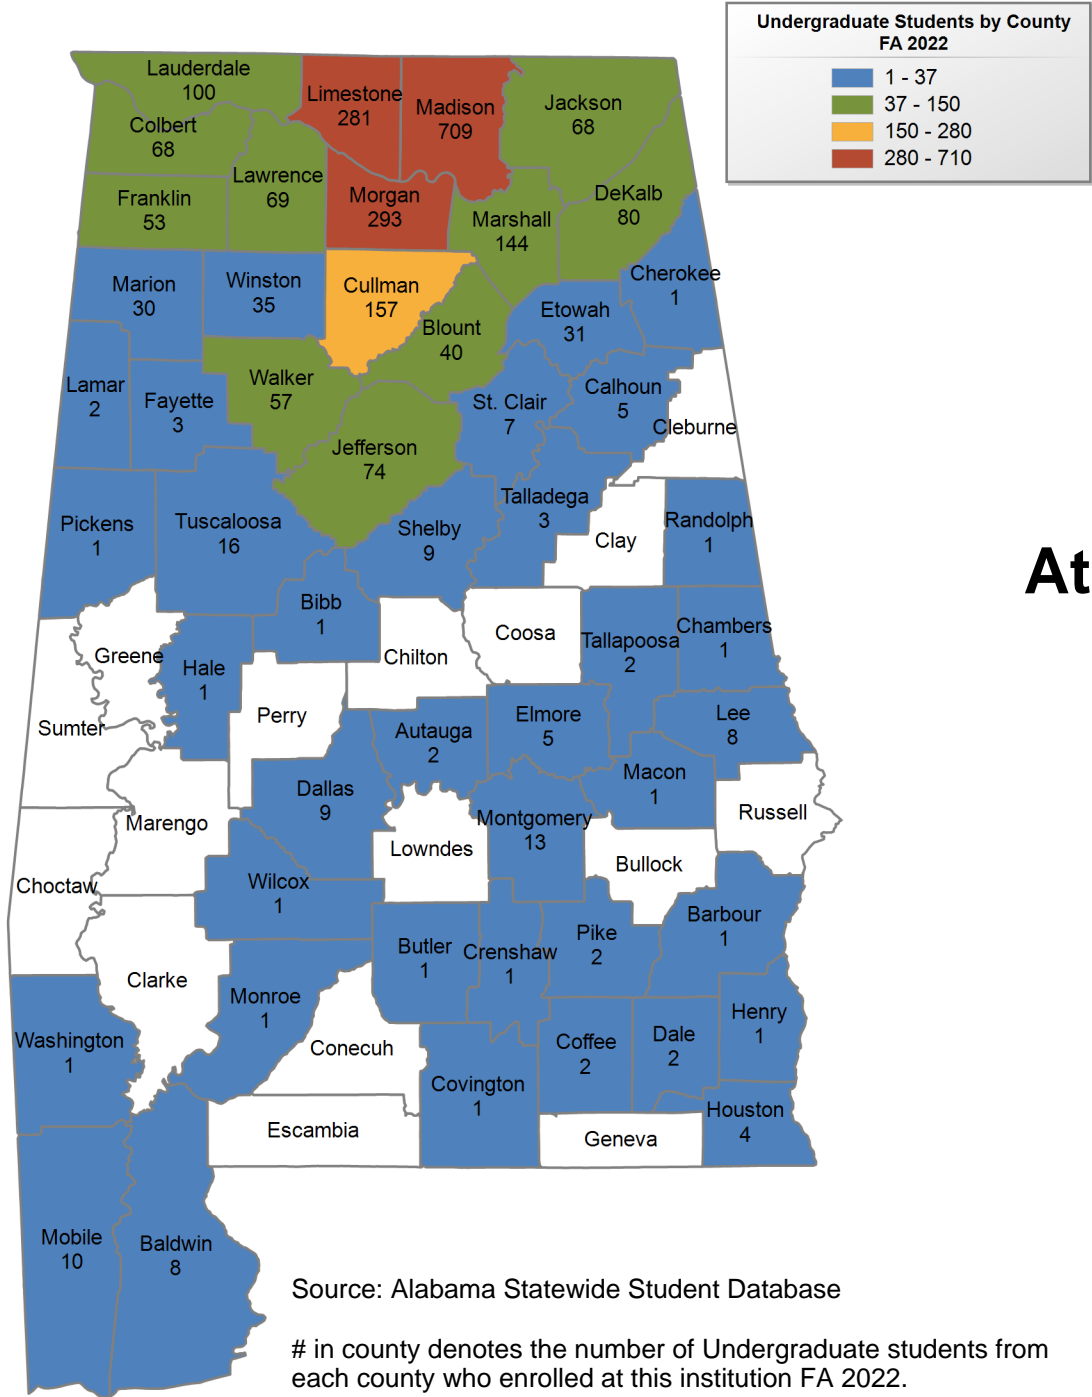 Undergraduate Students by County
FA 2022
1 - 37
37 - 150
150 - 280
280 - 710
Lauderdale
100
Limestone
281
Madison
709
Jackson
68
Colbert
68
Lawrence
69
Franklin
53
Morgan
293
Marshall
144
DeKalb
80
Cherokee
1
Marion
30
Winston
35
Cullman
157
Blount
40
Etowah
31
Lamar
2
Fayette
3
Walker
57
Jefferson
74
St. Clair
7
Calhoun
5
Cleburne
Pickens
1
Tuscaloosa
16
Shelby
9
Talladega
3
Clay
Randolph
1
At
Bibb
1
Greene
Hale
1
Chilton
Coosa
Tallapoosa
2
Chambers
1
Sumter
Perry
Autauga
2
Elmore
5
Lee
8
Dallas
9
Macon
1
Marengo
Lowndes
Montgomery
13
Russell
Bullock
Choctaw
Wilcox
1
Barbour
1
Clarke
Butler
1
Crenshaw
1
Pike
2
Monroe
1
Henry
1
Washington
1
Conecuh
Coffee
2
Dale
2
Covington
1
Houston
4
Escambia
Geneva
Mobile
10
Baldwin
8
Source: Alabama Statewide Student Database
# in county denotes the number of Undergraduate students from
each county who enrolled at this institution FA 2022.